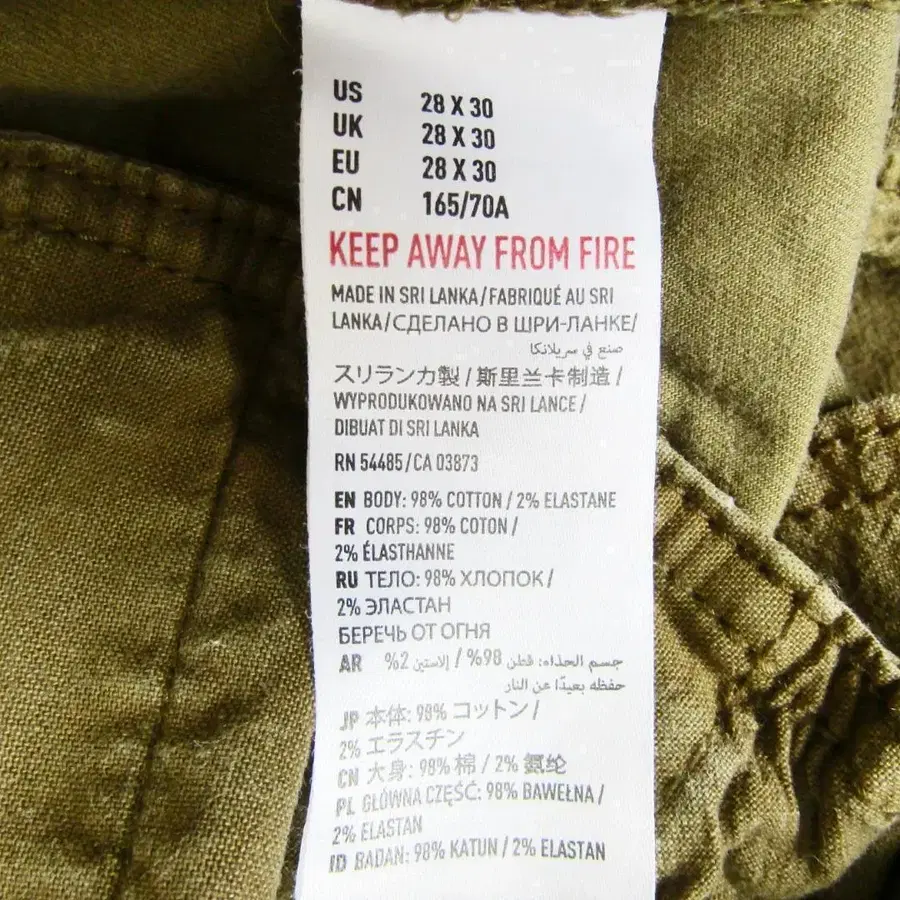 US 28 X 30
UK 28 X 30
EU 28 X 30
CN 165/70A
KEEP AWAY FROM FIRE
MADE IN SRI LANKA/FABRIQUÉ AU SRI
LANKA/СДЕЛАНО В ШРИ-ЛАНКЕ/
صنع في سريلانكا
スリランカ製/斯里兰卡制造/
WYPRODUKOWANO NA SRI LANCE/
DIBUAT DI SRI LANKA
RN 54485/CA 03873
EN BODY: 98% COTTON/2% ELASTANE
FR CORPS: 98% COTON/
2% ÉLASTHANNE
RU ТЕЛО: 98% ХЛОПОК/
2% ЭЛАСТАН
БЕРЕЧЬ ОТ ОГНЯ
AR جسم الحذاء: قطن 98% / إلاستين 2%
حفظه بعيدًا عن النار
JP 本体: 98% コットン/
2% エラスチン
CN 大身: 98% 棉/2% 氨纶
PL GŁÓWNA CZĘŚĆ: 98% BAWEŁNA/
2% ELASTAN
ID BADAN: 98% KATUN/2% ELASTAN